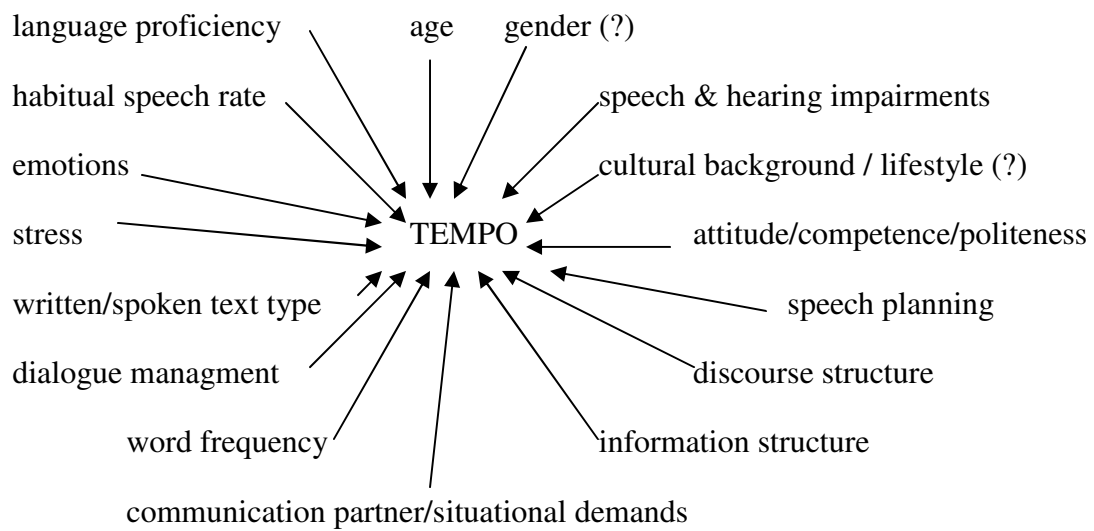 language proficiency age gender (?)
habitual speech rate speech & hearing impairments
emotions cultural background / lifestyle (?)
stress TEMPO attitude/competence/politeness
written/spoken text type speech planning
dialogue managment discourse structure
word frequency information structure
communication partner/situational demands